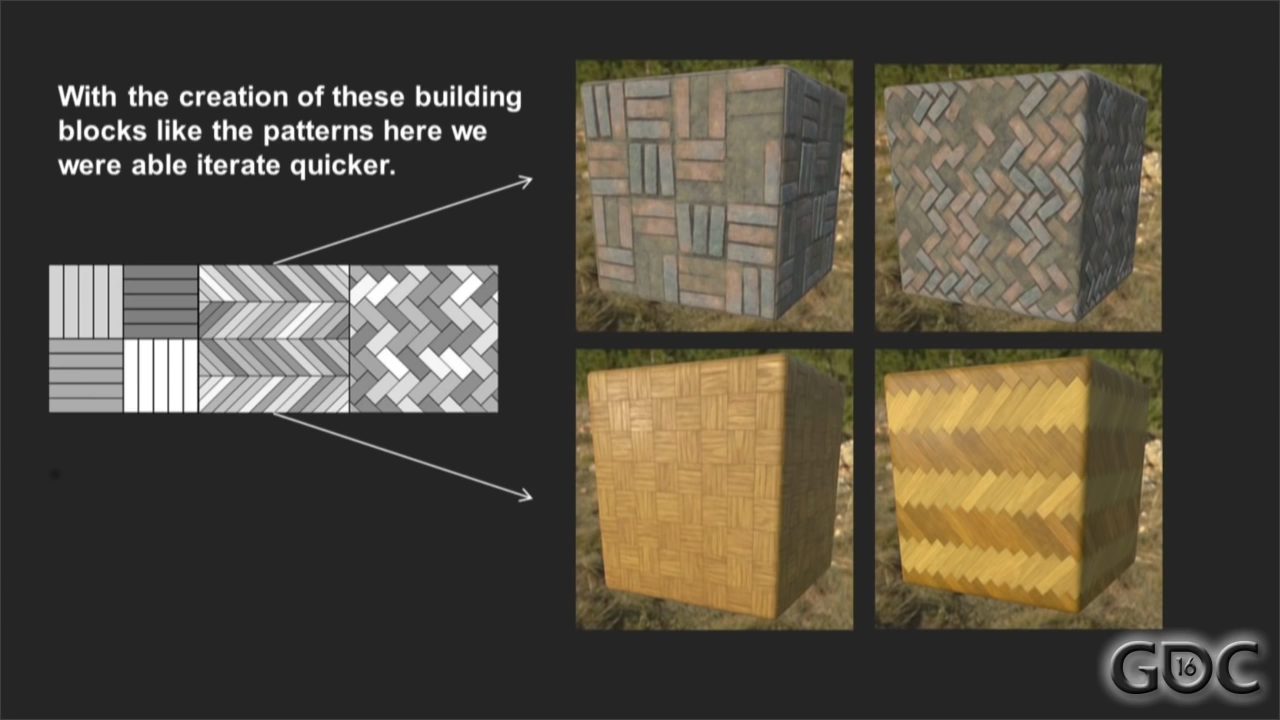 With the creation of these building
blocks like the patterns here we
were able iterate quicker.
GDC
16